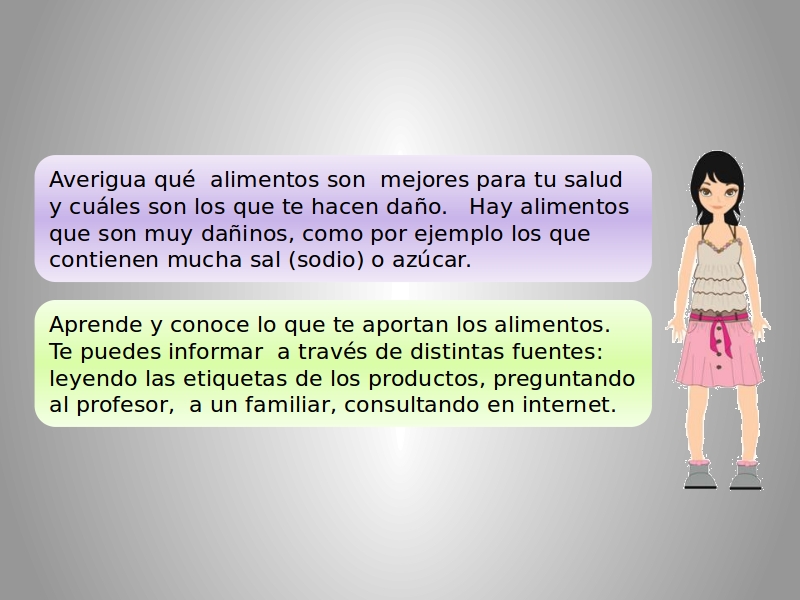 Averigua qué  alimentos son  mejores para tu salud
y cuáles son los que te hacen daño.   Hay alimentos
que son muy dañinos, como por ejemplo los que
contienen mucha sal (sodio) o azúcar.
Aprende y conoce lo que te aportan los alimentos.
Te puedes informar  a través de distintas fuentes:
leyendo las etiquetas de los productos, preguntando
al profesor,  a un familiar, consultando en internet.